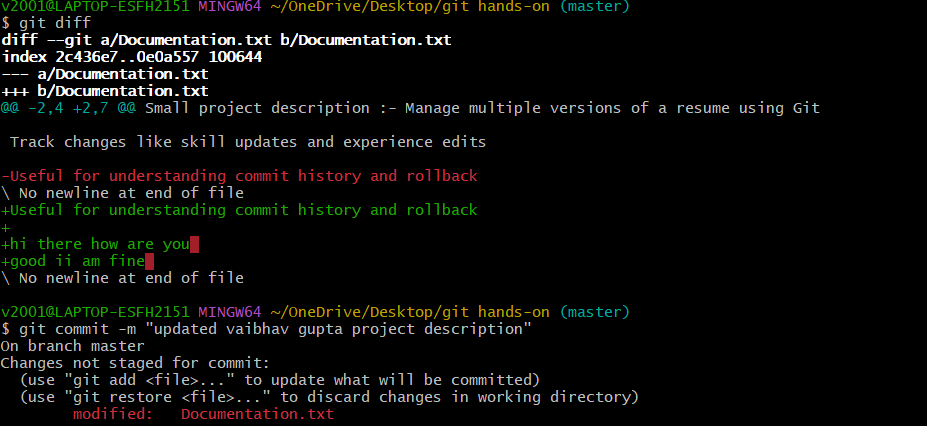 v2001@LAPTOP-ESFH2151 MINGW64 ~/OneDrive/Desktop/git hands-on (master)
$ git diff
diff --git a/Documentation.txt b/Documentation.txt
index 2c436e7..0e0a557 100644
--- a/Documentation.txt
+++ b/Documentation.txt
@@ -2,4 +2,7 @@ Small project description :- Manage multiple versions of a resume using Git
 Track changes like skill updates and experience edits
-Useful for understanding commit history and rollback
\ No newline at end of file
+Useful for understanding commit history and rollback
+
+hi there how are you
+good ii am fine
\ No newline at end of file
v2001@LAPTOP-ESFH2151 MINGW64 ~/OneDrive/Desktop/git hands-on (master)
$ git commit -m "updated vaibhav gupta project description"
On branch master
Changes not staged for commit:
  (use "git add <file>..." to update what will be committed)
  (use "git restore <file>..." to discard changes in working directory)
        modified:   Documentation.txt